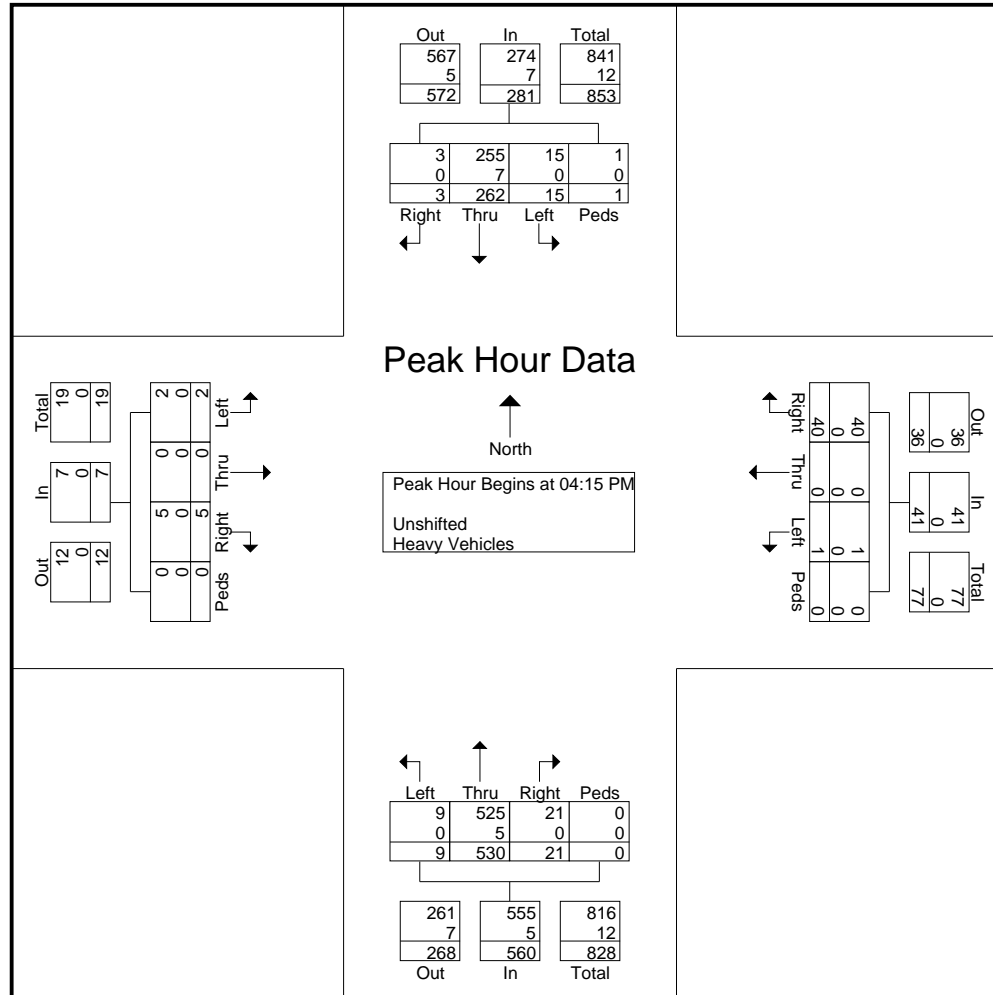 Out In Total
567 274 841
5 7 12
572 281 853
3 255 15 1
0 7 0 0
3 262 15 1
Right Thru Left Peds
Peak Hour Data
North
Peak Hour Begins at 04:15 PM
Unshifted
Heavy Vehicles
Left Thru Right Peds
2 0 5 0
0 0 0 0
2 0 5 0
Total In Out
19 7 12
0 0 0
19 7 12
Right Thru Left Peds
40 0 1 0
0 0 0 0
40 0 1 0
Out In Total
36 41 77
0 0 0
36 41 77
Left Thru Right Peds
9 525 21 0
0 5 0 0
9 530 21 0
261 555 816
7 5 12
268 560 828
Out In Total